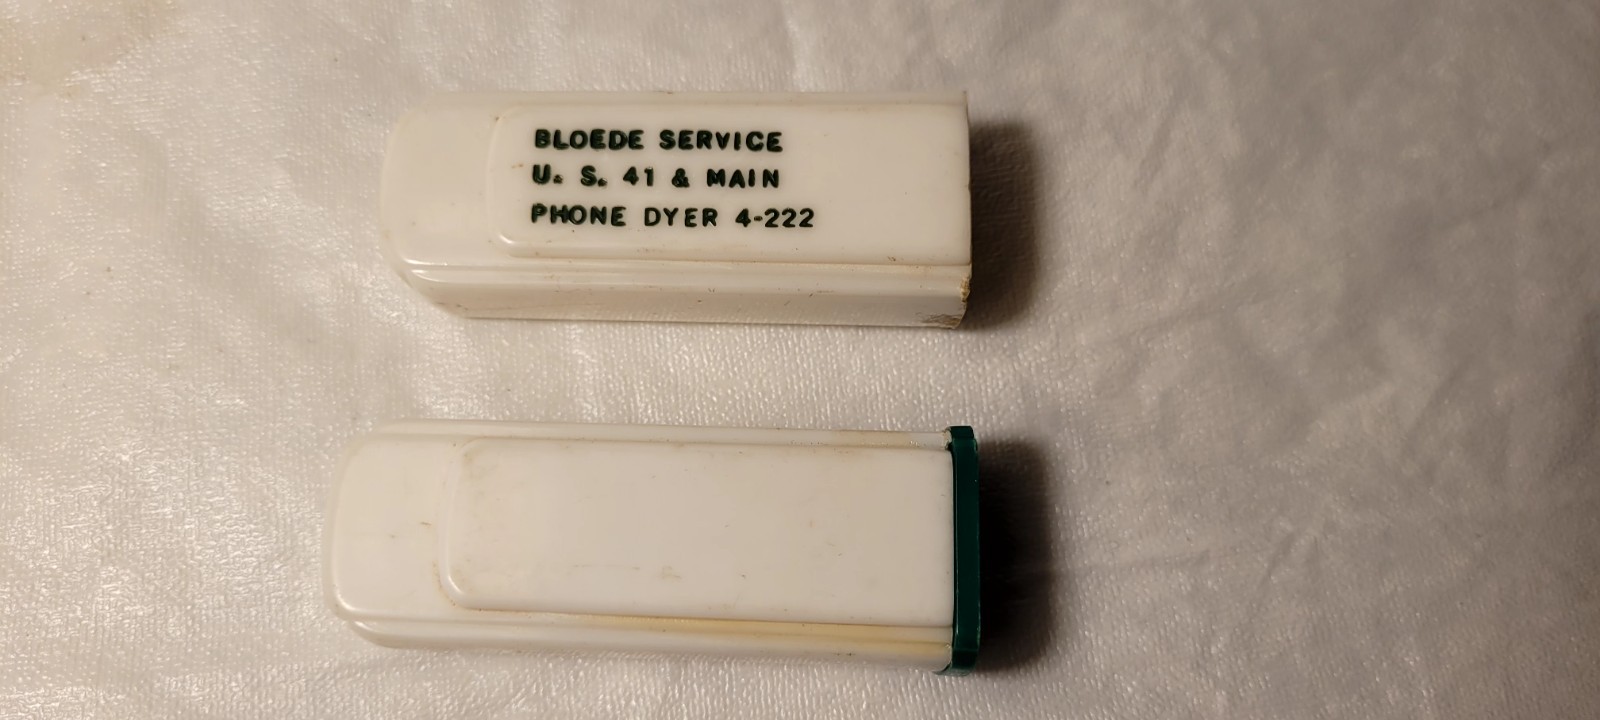 BLOEDE SERVICE
U. S. 41 & MAIN
PHONE DYER 4-222